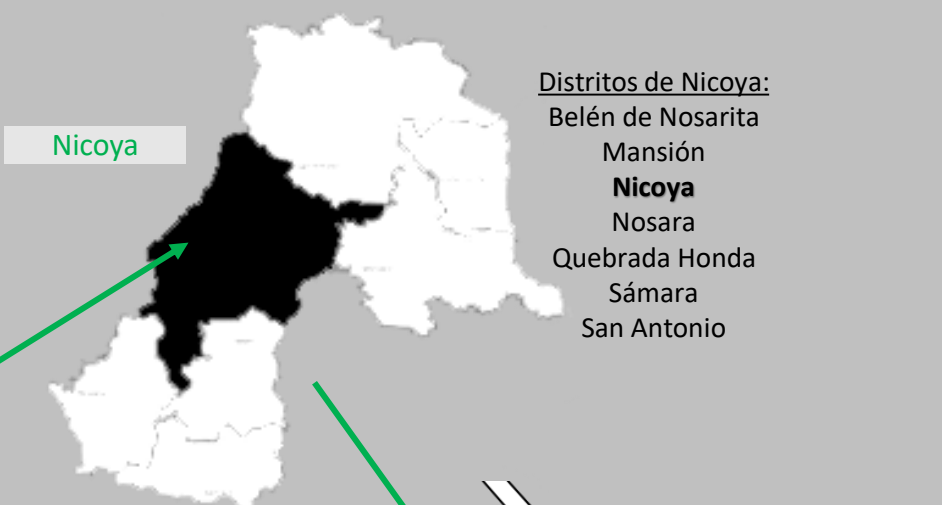 Nicoya
Distritos de Nicoya:
Belén de Nosarita
Mansión
Nicoya
Nosara
Quebrada Honda
Sámara
San Antonio